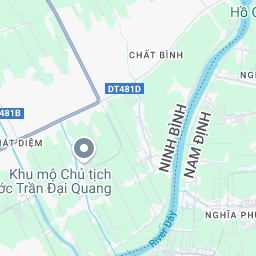 Hồ
CHẤT BÌNH
DT481D
481B
ÁT DIỆM
Khu mộ Chủ tịch
ớc Trần Đại Quang
NINH BÌNH
NAM ĐỊNH
NGHĨA PHÚ
River Đáy